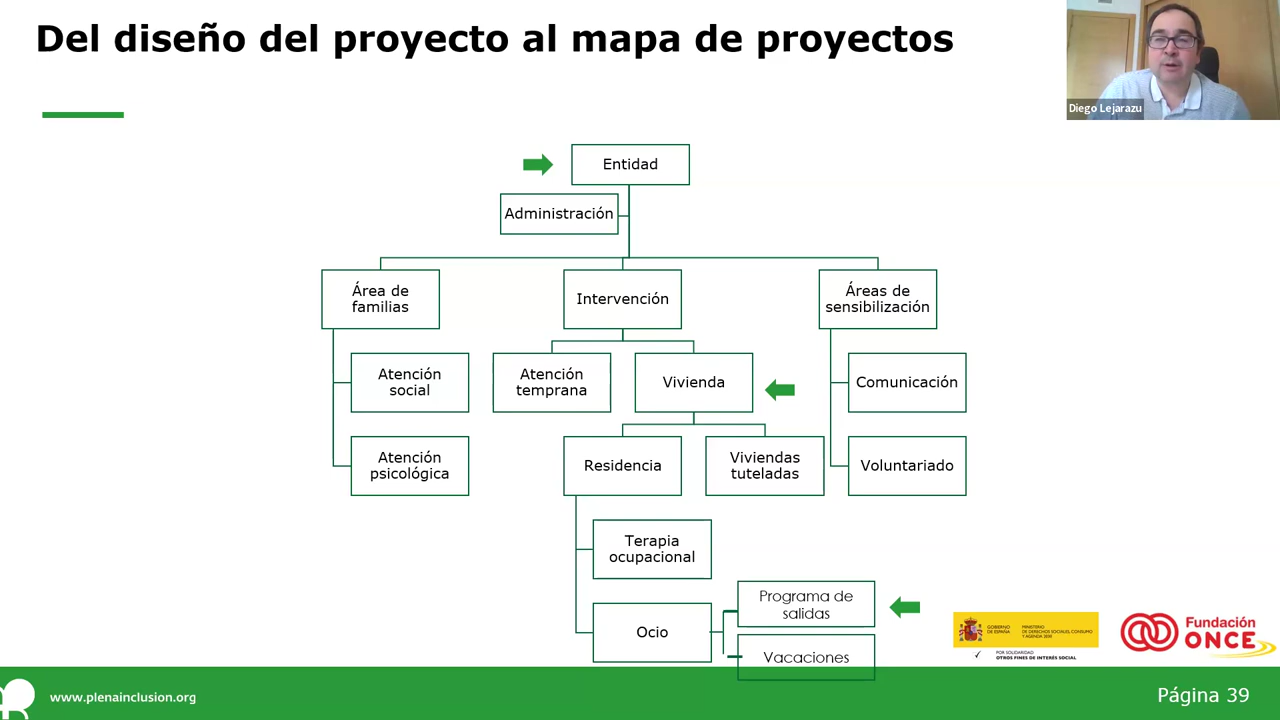 Del diseño del proyecto al mapa de proyectos
Diego Lejarazu
Entidad
Administración
Área de
familias
Intervención
Áreas de
sensibilización
Atención
social
Atención
temprana
Vivienda
Comunicación
Atención
psicológica
Residencia
Viviendas
tuteladas
Voluntariado
Terapia
ocupacional
Programa de
salidas
Ocio
Vacaciones
GOBIERNO
DE ESPAÑA
MINISTERIO
DE DERECHOS SOCIALES, CONSUMO
Y AGENDA 2030
POR SOLIDARIDAD
OTROS FINES DE INTERÉS SOCIAL
Fundación
ONCE
www.plenainclusion.org
Página 39